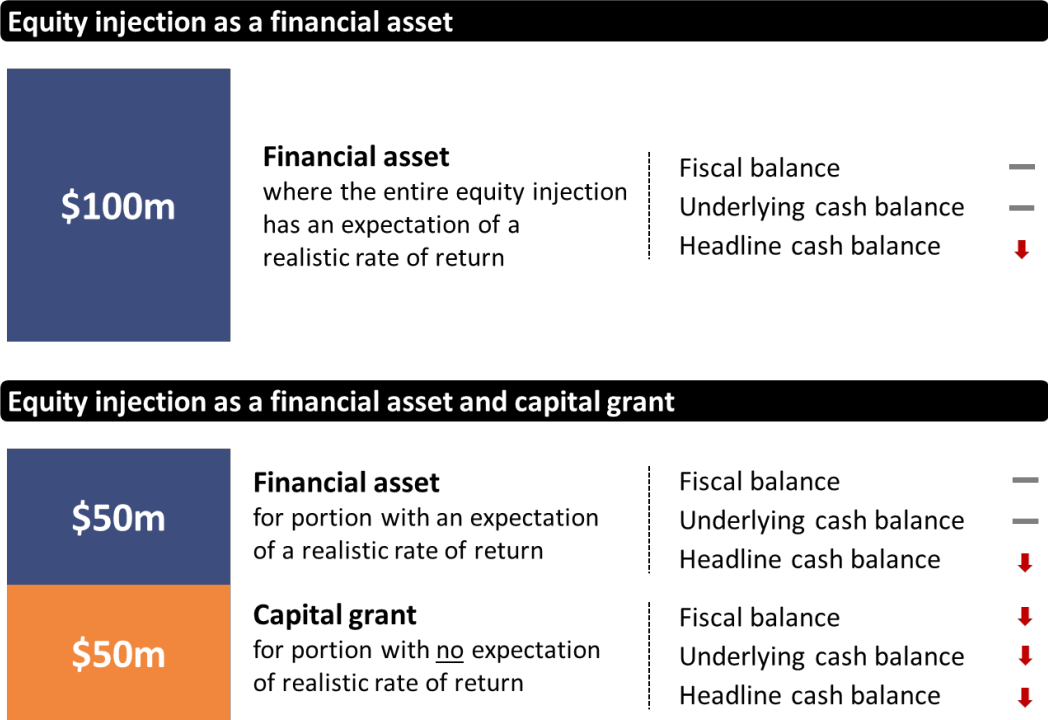 Equity injection as a financial asset
$100m
Financial asset
where the entire equity injection
has an expectation of a
realistic rate of return
Fiscal balance
Underlying cash balance
Headline cash balance
Equity injection as a financial asset and capital grant
$50m
Financial asset
for portion with an expectation
of a realistic rate of return
Fiscal balance
Underlying cash balance
Headline cash balance
$50m
Capital grant
for portion with no expectation
of realistic rate of return
Fiscal balance
Underlying cash balance
Headline cash balance